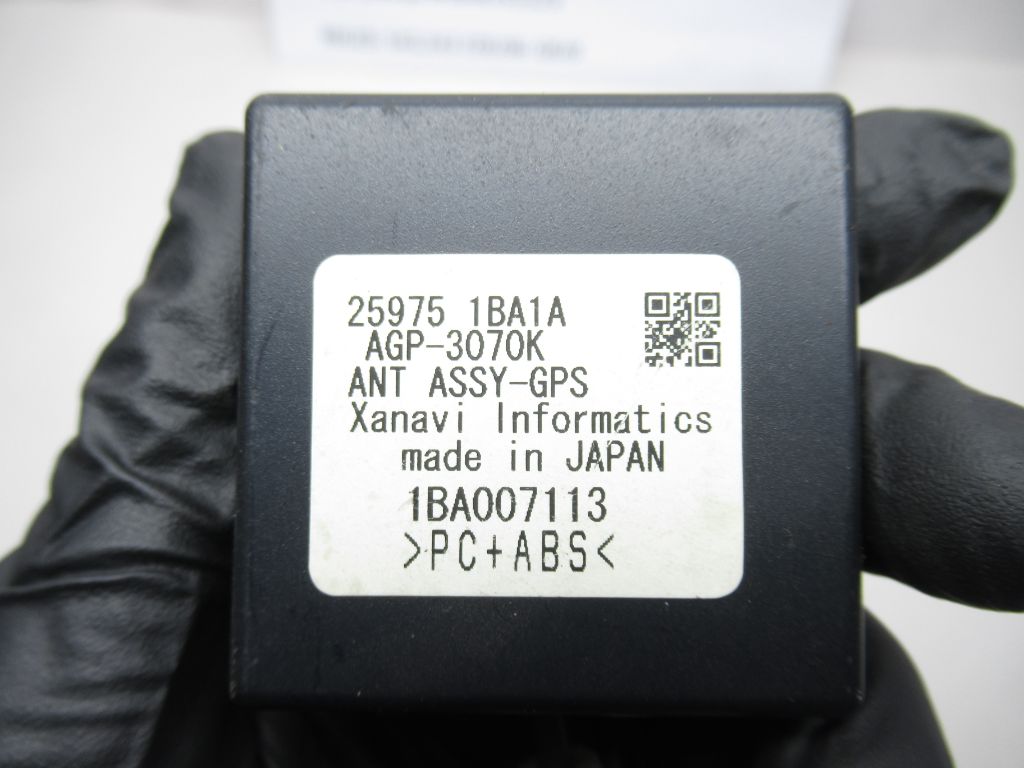 25975 1BA1A
AGP-3070K
ANT ASSY-GPS
Xanavi Informatics
made in JAPAN
1BA007113
>PC+ABS<